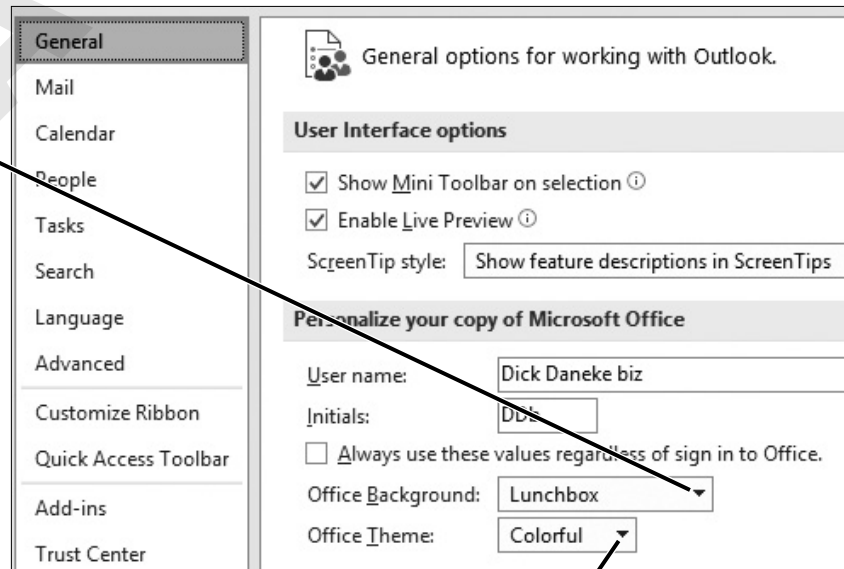 General
Mail
Calendar
People
Tasks
Search
Language
Advanced
Customize Ribbon
Quick Access Toolbar
Add-ins
Trust Center
General options for working with Outlook.
User Interface options
Show Mini Toolbar on selection
Enable Live Preview
ScreenTip style: Show feature descriptions in ScreenTips
Personalize your copy of Microsoft Office
User name: Dick Daneke biz
Initials: DDb
Always use these values regardless of sign in to Office.
Office Background: Lunchbox
Office Theme: Colorful